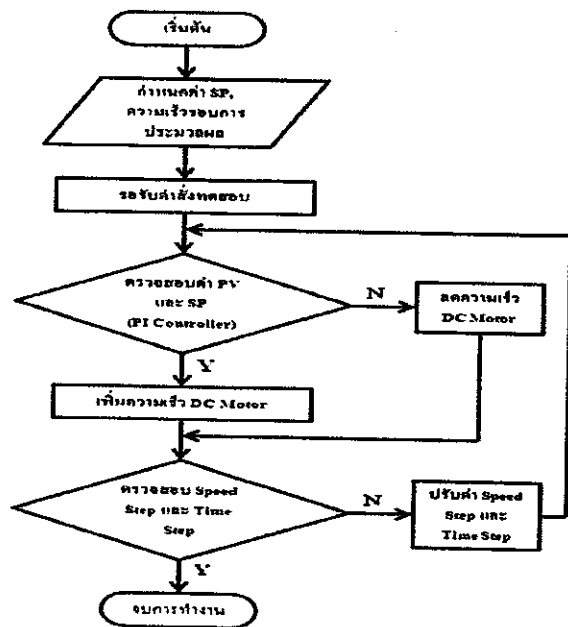 เริ่มต้น
กำหนดค่า SP,
ความเร็วรอบการ
ประมวลผล
รอรับคำสั่งทดสอบ
ตรวจสอบค่า PV
และ SP
(PI Controller)
N
ลดความเร็ว
DC Motor
Y
เพิ่มความเร็ว DC Motor
ตรวจสอบ Speed
Step และ Time
Step
N
ปรับค่า Speed
Step และ
Time Step
Y
จบการทำงาน